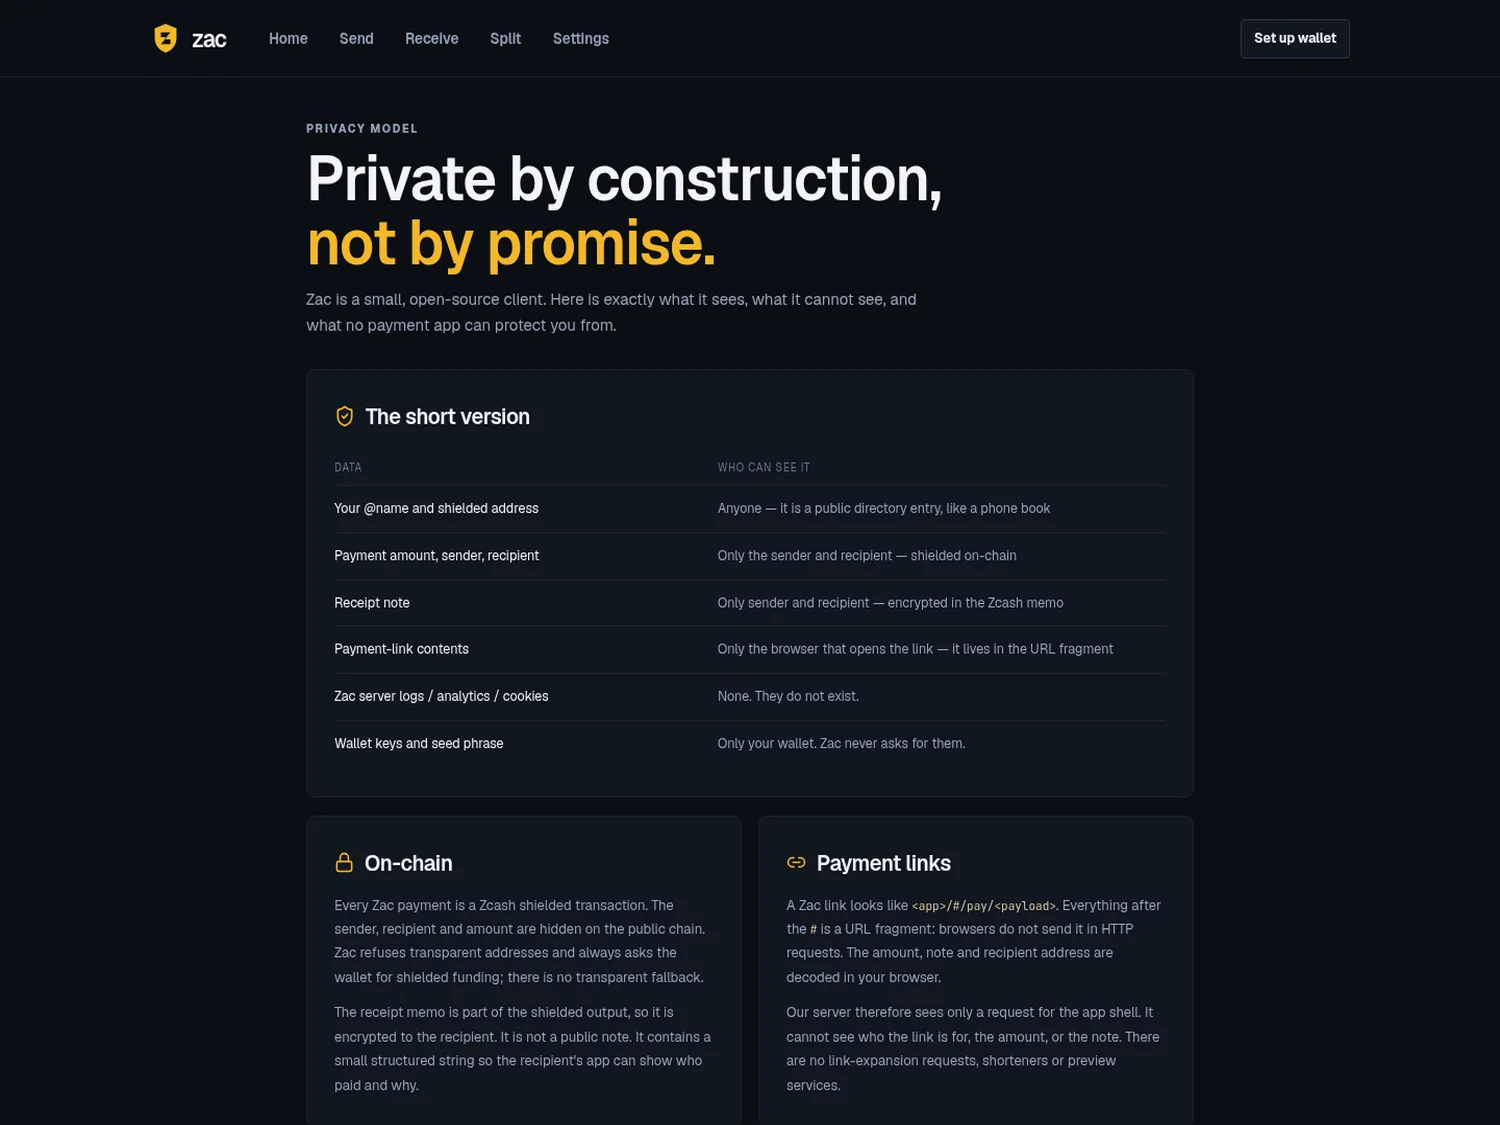 zac
Home
Send
Receive
Split
Settings
Set up wallet
PRIVACY MODEL
Private by construction,
not by promise.
Zac is a small, open-source client. Here is exactly what it sees, what it cannot see, and
what no payment app can protect you from.
The short version
DATA
WHO CAN SEE IT
Your @name and shielded address
Anyone — it is a public directory entry, like a phone book
Payment amount, sender, recipient
Only the sender and recipient — shielded on-chain
Receipt note
Only sender and recipient — encrypted in the Zcash memo
Payment-link contents
Only the browser that opens the link — it lives in the URL fragment
Zac server logs / analytics / cookies
None. They do not exist.
Wallet keys and seed phrase
Only your wallet. Zac never asks for them.
On-chain
Every Zac payment is a Zcash shielded transaction. The
sender, recipient and amount are hidden on the public chain.
Zac refuses transparent addresses and always asks the
wallet for shielded funding; there is no transparent fallback.
The receipt memo is part of the shielded output, so it is
encrypted to the recipient. It is not a public note. It contains a
small structured string so the recipient's app can show who
paid and why.
Payment links
A Zac link looks like <app>/#/pay/<payload>. Everything after
the # is a URL fragment: browsers do not send it in HTTP
requests. The amount, note and recipient address are
decoded in your browser.
Our server therefore sees only a request for the app shell. It
cannot see who the link is for, the amount, or the note. There
are no link-expansion requests, shorteners or preview
services.